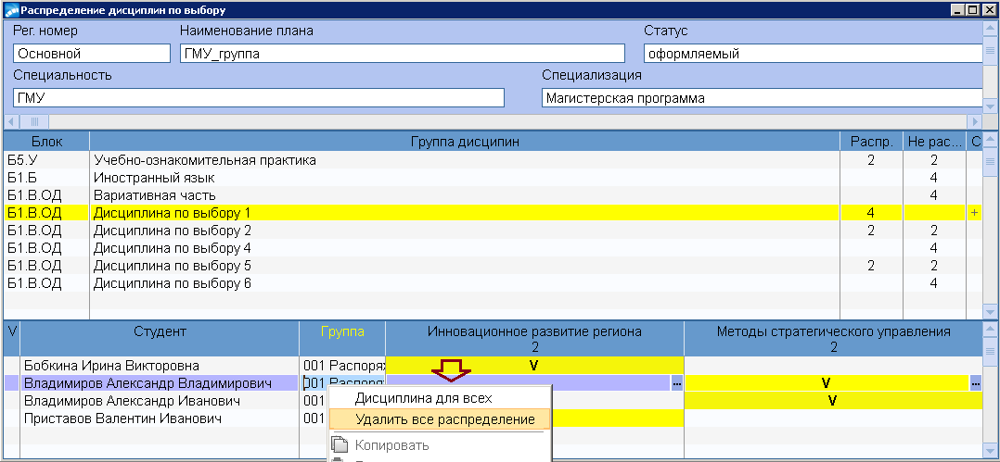 Распределение дисциплин по выбору
Рег. номер Наименование плана Статус
Основной ГМУ_группа оформляемый
Специальность Специализация
ГМУ Магистерская программа
Блок Группа дисипин Распр. Не рас... С
Б5.У Учебно-ознакомительная практика 2 2
Б1.Б Иностранный язык 4
Б1.В.ОД Вариативная часть 4
Б1.В.ОД Дисциплина по выбору 1 4 +
Б1.В.ОД Дисциплина по выбору 2 2 2
Б1.В.ОД Дисциплина по выбору 4 4
Б1.В.ОД Дисциплина по выбору 5 2 2
Б1.В.ОД Дисциплина по выбору 6 4
V Студент Группа Инновационное развитие региона Методы стратегического управления
2 2
Бобкина Ирина Викторовна 001 Распоря V
Владимиров Александр Владимирович 001 Распоря ... V ...
Владимиров Александр Иванович 001 Дисциплина для всех V
Приставов Валентин Иванович 001 Удалить все распределение
Копировать